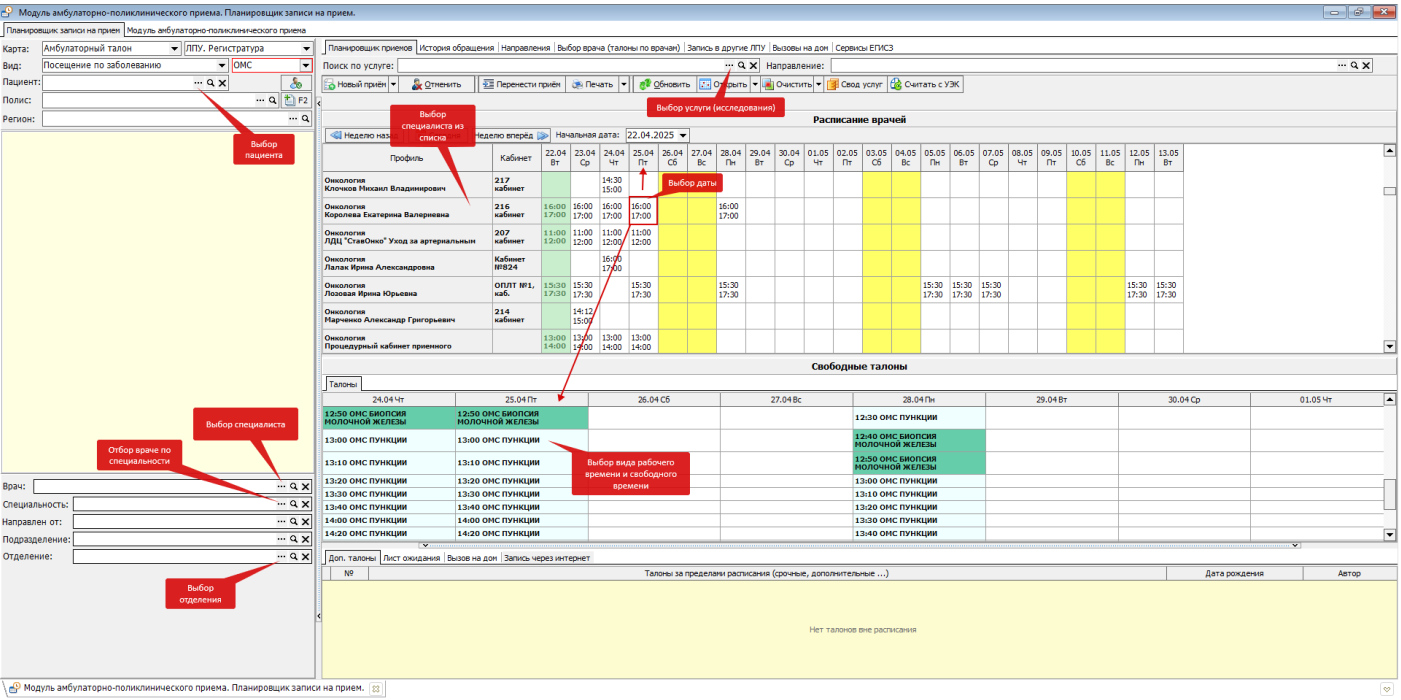 Модуль амбулаторно-поликлинического приема. Планировщик записи на прием.
Планировщик записи на прием Модуль амбулаторно-поликлинического приема
Карта: Амбулаторный талон ЛПУ. Регистратура
Вид: Посещение по заболеванию ОМС
Пациент:
Полис: F2
Регион:
Выбор
пациента
Выбор специалиста
Отбор враче по
специальности
Врач:
Специальность:
Направлен от:
Подразделение:
Отделение:
Выбор
отделения
Планировщик приемов История обращения Направления Выбор врача (талоны по врачам) Запись в другие ЛПУ Вызовы на дом Сервисы ЕГИСЗ
Поиск по услуге: Направление:
Новый приём Отменить Перенести приём Печать Обновить Открыть Очистить Свод услуг Считать с УЭК
Выбор услуги (исследования)
Выбор
специалиста из
списка
Расписание врачей
Неделю назад Неделю вперёд Начальная дата: 22.04.2025
Профиль Кабинет 22.04 23.04 24.04 25.04 26.04 27.04 28.04 29.04 30.04 01.05 02.05 03.05 04.05 05.05 06.05 07.05 08.05 09.05 10.05 11.05 12.05 13.05
Вт Ср Чт Пт Сб Вс Пн Вт Ср Чт Пт Сб Вс Пн Вт Ср Чт Пт Сб Вс Пн Вт
Выбор даты
Онкология 217 14:30
Клочков Михаил Владимирович кабинет 15:00
Онкология 216 16:00 16:00 16:00 16:00 16:00
Королева Екатерина Валериевна кабинет 17:00 17:00 17:00 17:00 17:00
Онкология 207 11:00 11:00 11:00 11:00
ЛДЦ "СтавОнко" Уход за артериальным кабинет 12:00 12:00 12:00 12:00
Онкология Кабинет 16:00
Лалак Ирина Александровна №824 17:00
Онкология ОПЛТ №1, 15:30 15:30 15:30 15:30 15:30 15:30 15:30 15:30 15:30
Лозовая Ирина Юрьевна каб. 17:30 17:30 17:30 17:30 17:30 17:30 17:30 17:30 17:30
Онкология 214 14:12
Марченко Александр Григорьевич кабинет 15:00
Онкология 13:00 13:00 13:00 13:00
Процедурный кабинет приемного 14:00 14:00 14:00 14:00
Свободные талоны
Талоны
24.04 Чт 25.04 Пт 26.04 Сб 27.04 Вс 28.04 Пн 29.04 Вт 30.04 Ср 01.05 Чт
12:50 ОМС БИОПСИЯ МОЛОЧНОЙ ЖЕЛЕЗЫ 12:50 ОМС БИОПСИЯ МОЛОЧНОЙ ЖЕЛЕЗЫ 12:30 ОМС ПУНКЦИИ
13:00 ОМС ПУНКЦИИ 13:00 ОМС ПУНКЦИИ 12:40 ОМС БИОПСИЯ МОЛОЧНОЙ ЖЕЛЕЗЫ
13:10 ОМС ПУНКЦИИ 13:10 ОМС ПУНКЦИИ 12:50 ОМС БИОПСИЯ МОЛОЧНОЙ ЖЕЛЕЗЫ
13:20 ОМС ПУНКЦИИ 13:20 ОМС ПУНКЦИИ 13:00 ОМС ПУНКЦИИ
13:30 ОМС ПУНКЦИИ 13:30 ОМС ПУНКЦИИ 13:10 ОМС ПУНКЦИИ
13:40 ОМС ПУНКЦИИ 13:40 ОМС ПУНКЦИИ 13:20 ОМС ПУНКЦИИ
14:00 ОМС ПУНКЦИИ 14:00 ОМС ПУНКЦИИ 13:30 ОМС ПУНКЦИИ
14:20 ОМС ПУНКЦИИ 14:20 ОМС ПУНКЦИИ 13:40 ОМС ПУНКЦИИ
Выбор вида рабочего
времени и свободного
времени
Доп. талоны Лист ожидания Вызов на дом Запись через интернет
№ Талоны за пределами расписания (срочные, дополнительные ...) Дата рождения Автор
Нет талонов вне расписания
Модуль амбулаторно-поликлинического приема. Планировщик записи на прием.